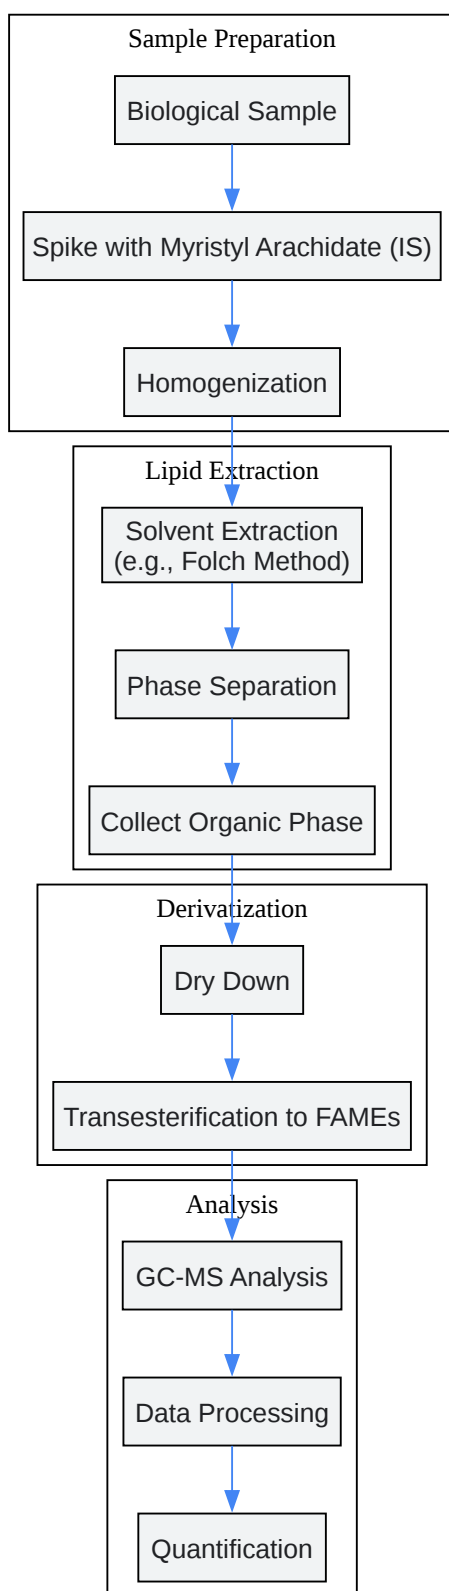 Sample Preparation
Biological Sample
Spike with Myristyl Arachidate (IS)
Homogenization
Lipid Extraction
Solvent Extraction
(e.g., Folch Method)
Phase Separation
Collect Organic Phase
Derivatization
Dry Down
Transesterification to FAMEs
Analysis
GC-MS Analysis
Data Processing
Quantification